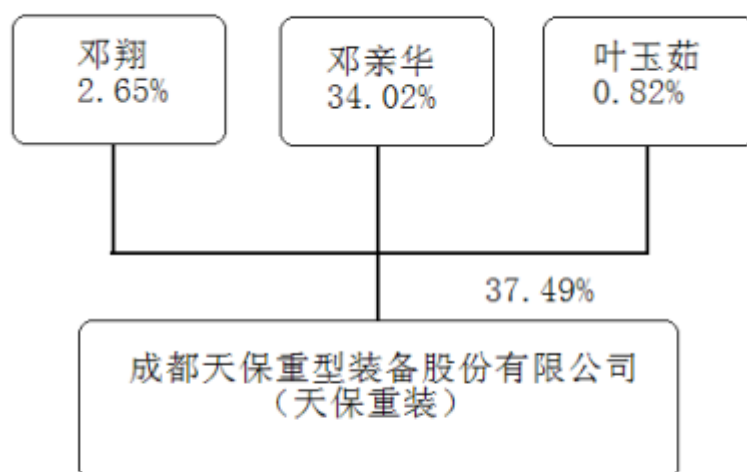 邓翔
2.65%
邓亲华
34.02%
叶玉茹
0.82%
37.49%
成都天保重型装备股份有限公司
（天保重装）